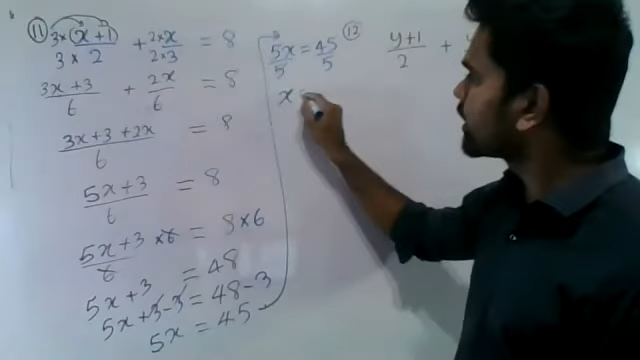 11 3×(x+1)/3×2 + 2×x/2×3 = 8
3x+3/6 + 2x/6 = 8
3x+3+2x/6 = 8
5x+3/6 = 8
5x+3/6 ×6 = 8×6
5x+3 = 48
5x+3-3 = 48-3
5x = 45
5x/5 = 45/5
x =
12 y+1/2 +